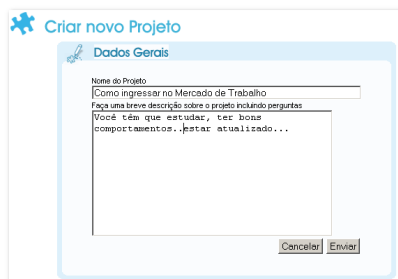 Criar novo Projeto
Dados Gerais
Nome do Projeto
Como ingressar no Mercado de Trabalho
Faça uma breve descrição sobre o projeto incluindo perguntas
Você têm que estudar, ter bons
comportamentos..estar atualizado...
Cancelar Enviar